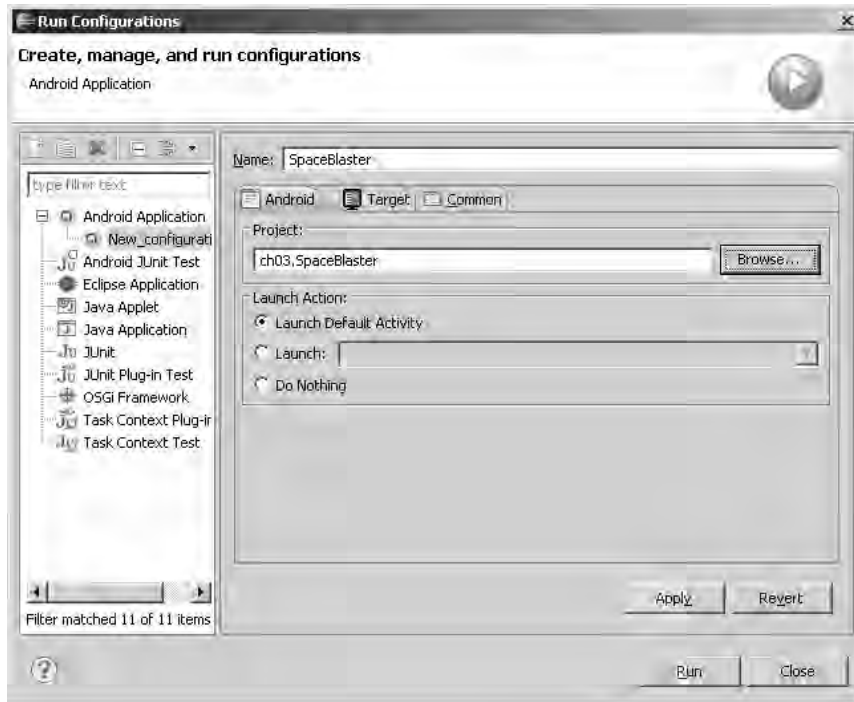 Run Configurations
Create, manage, and run configurations
Android Application
type filter text
Android Application
New_configurati
Android JUnit Test
Eclipse Application
Java Applet
Java Application
JUnit
JUnit Plug-in Test
OSGi Framework
Task Context Plug-ir
Task Context Test
Filter matched 11 of 11 items
Name: SpaceBlaster
Android
Target
Common
Project:
ch03.SpaceBlaster
Browse...
Launch Action:
Launch Default Activity
Launch:
Do Nothing
Apply
Revert
Run
Close